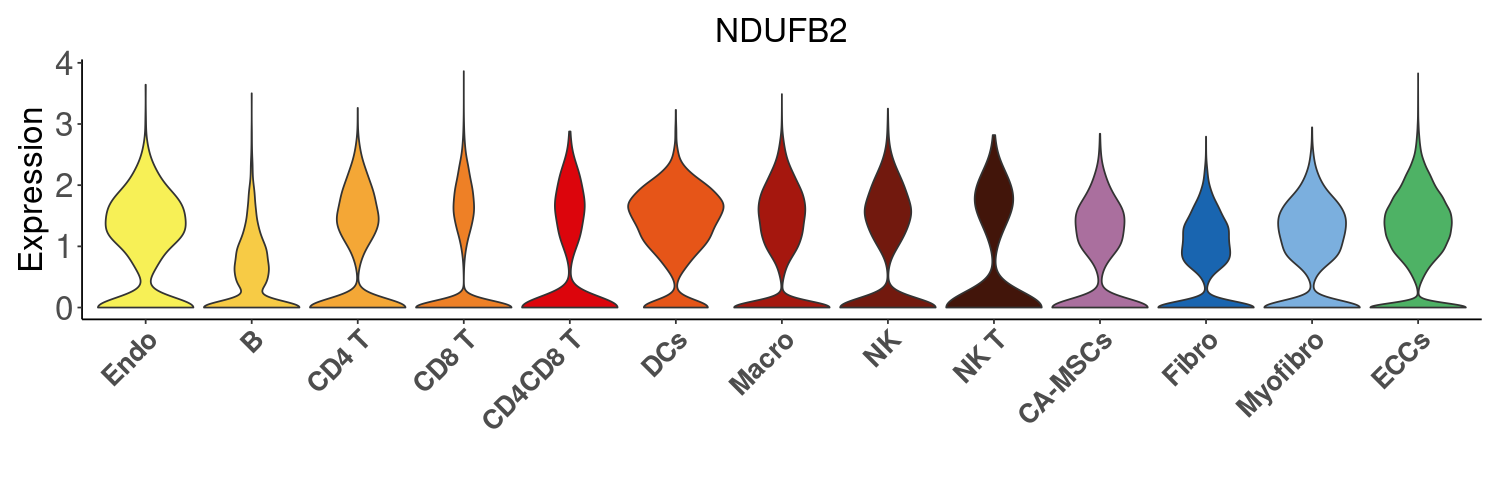 NDUFB2
Expression
4
3
2
1
0
Endo
B
CD4 T
CD8 T
CD4CD8 T
DCs
Macro
NK
NK T
CA-MSCs
Fibro
Myofibro
ECCs